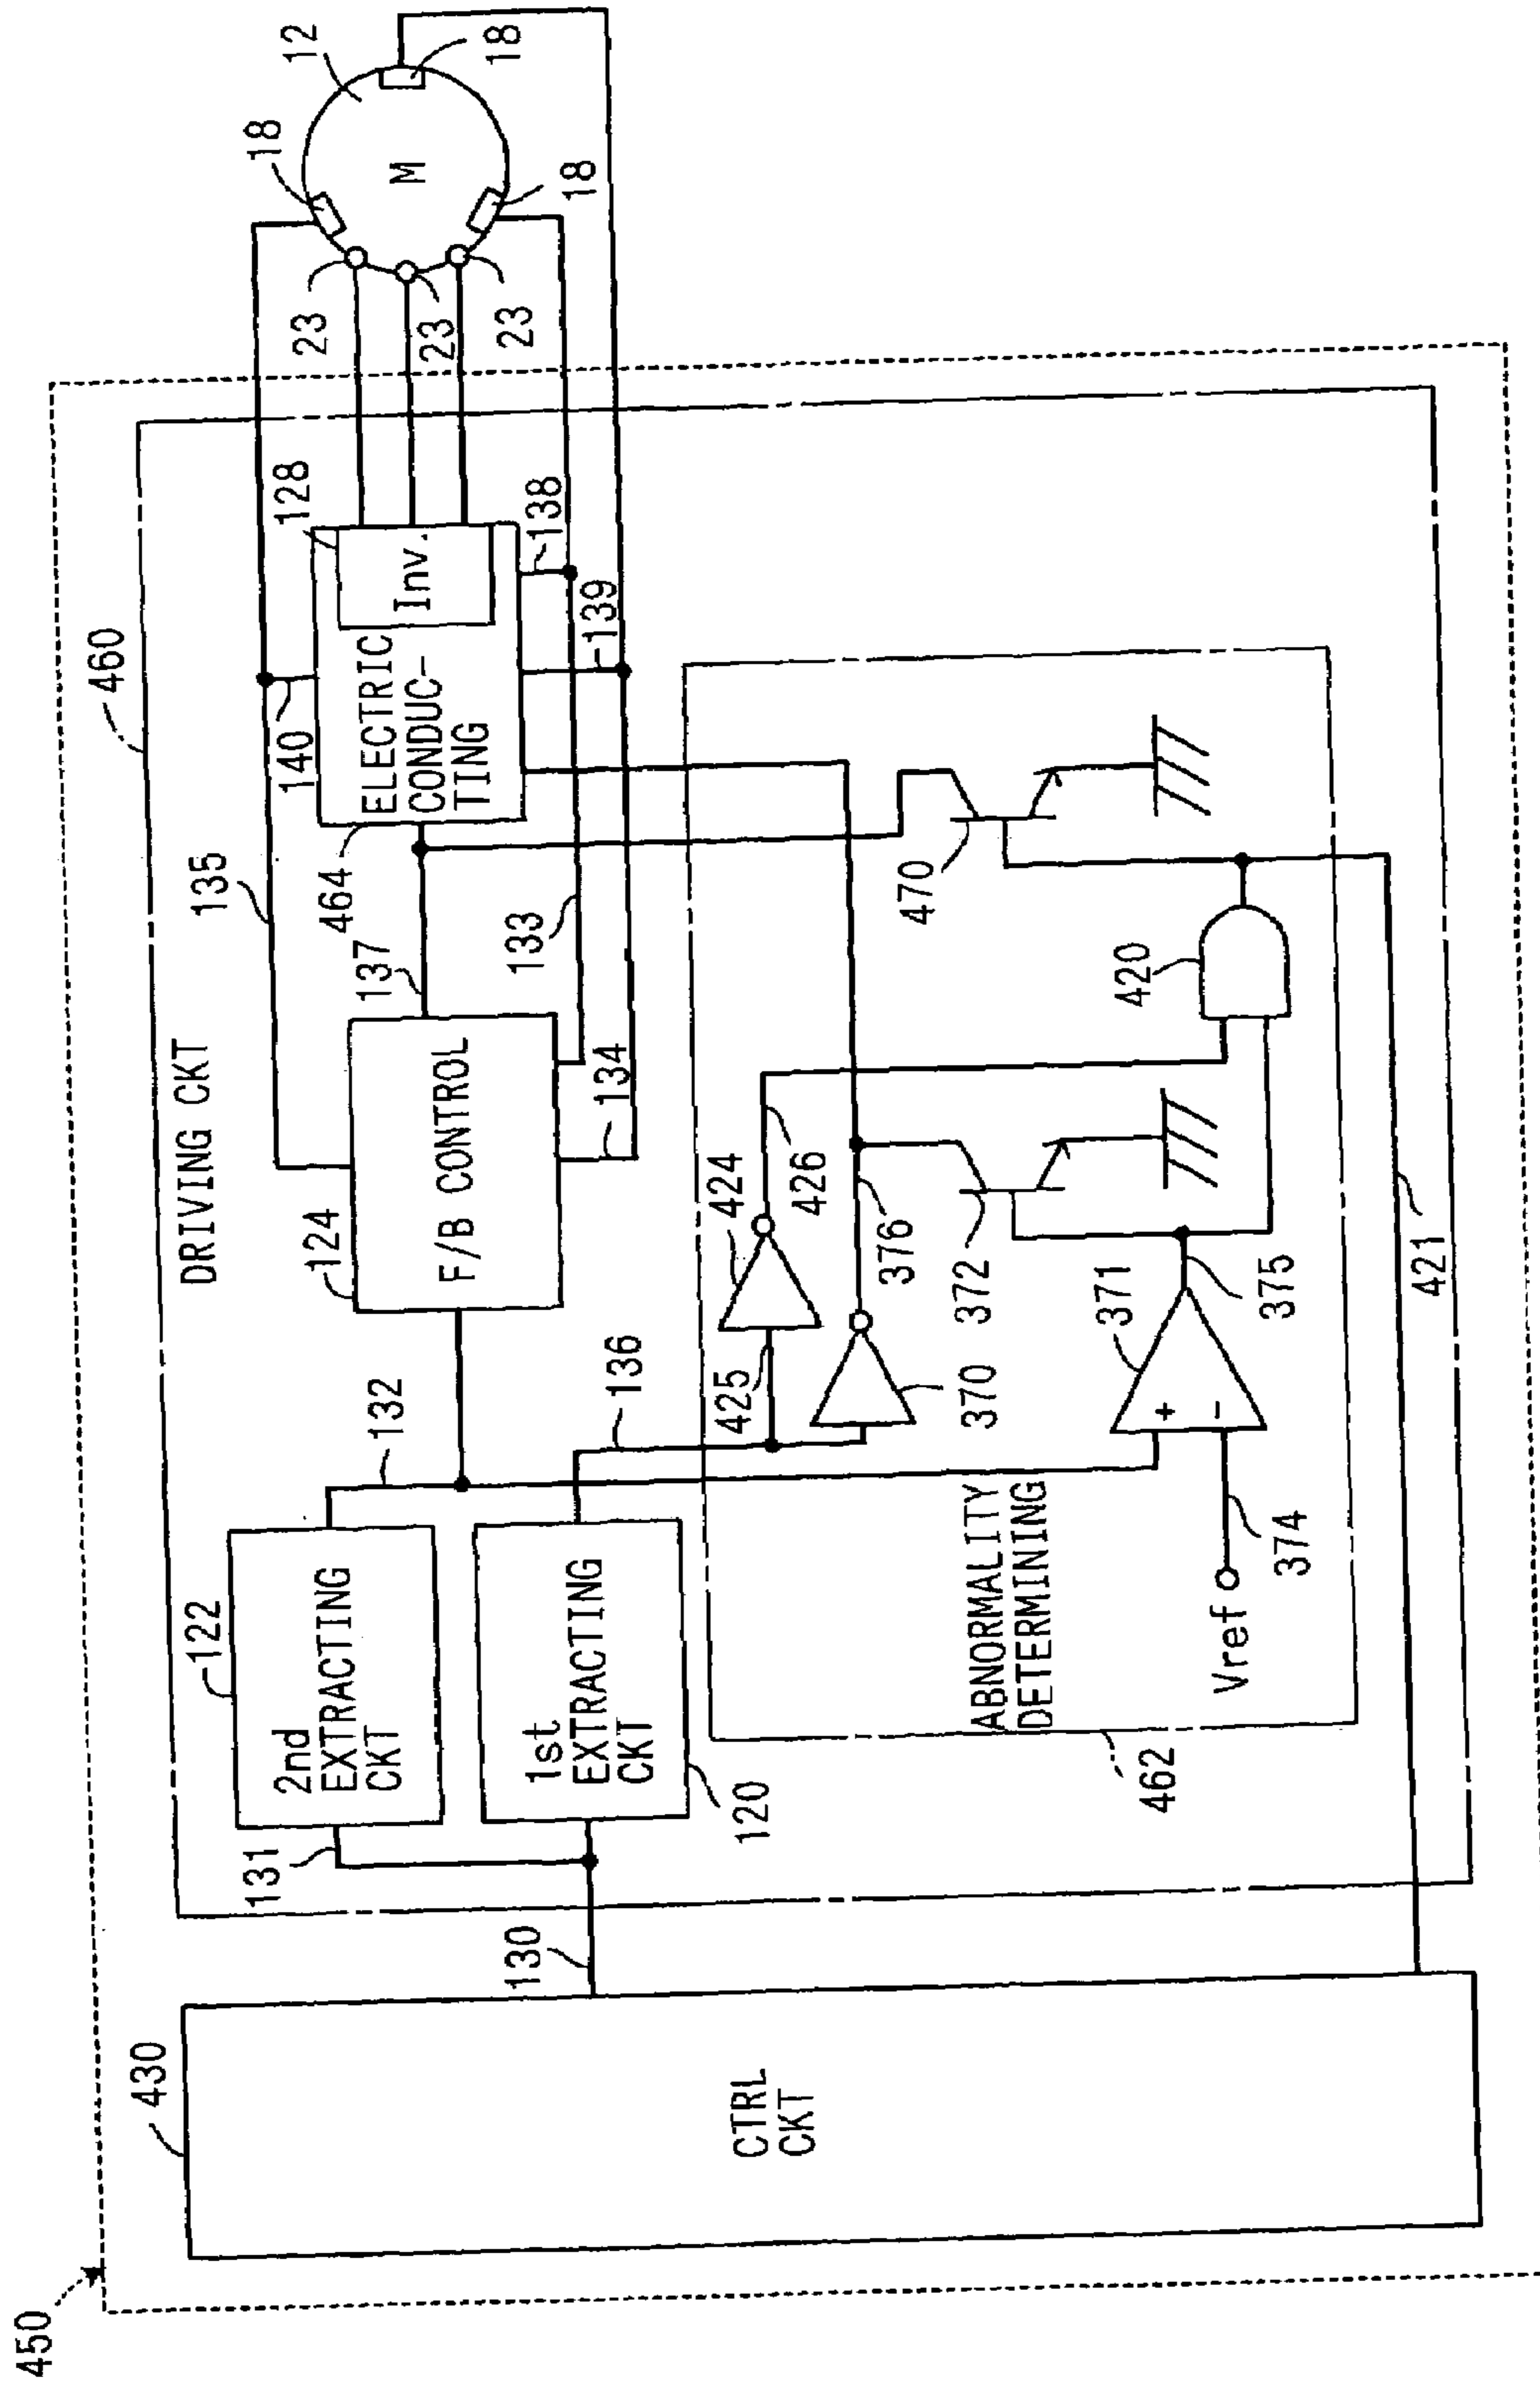 450
430
CTRL
CKT
130
131
DRIVING CKT
460
122
2nd
EXTRACTING
CKT
1st
EXTRACTING
CKT
120
132
136
124
F/B CONTROL
135
137
133
134
464
ELECTRIC
CONDUC-
TING
140
128
Inv.
138
139
23
23
23
18
18
18
12
M
462
ABNORMALITY
DETERMINING
Vref
374
+
−
371
375
425
424
426
370
376
372
420
470
421